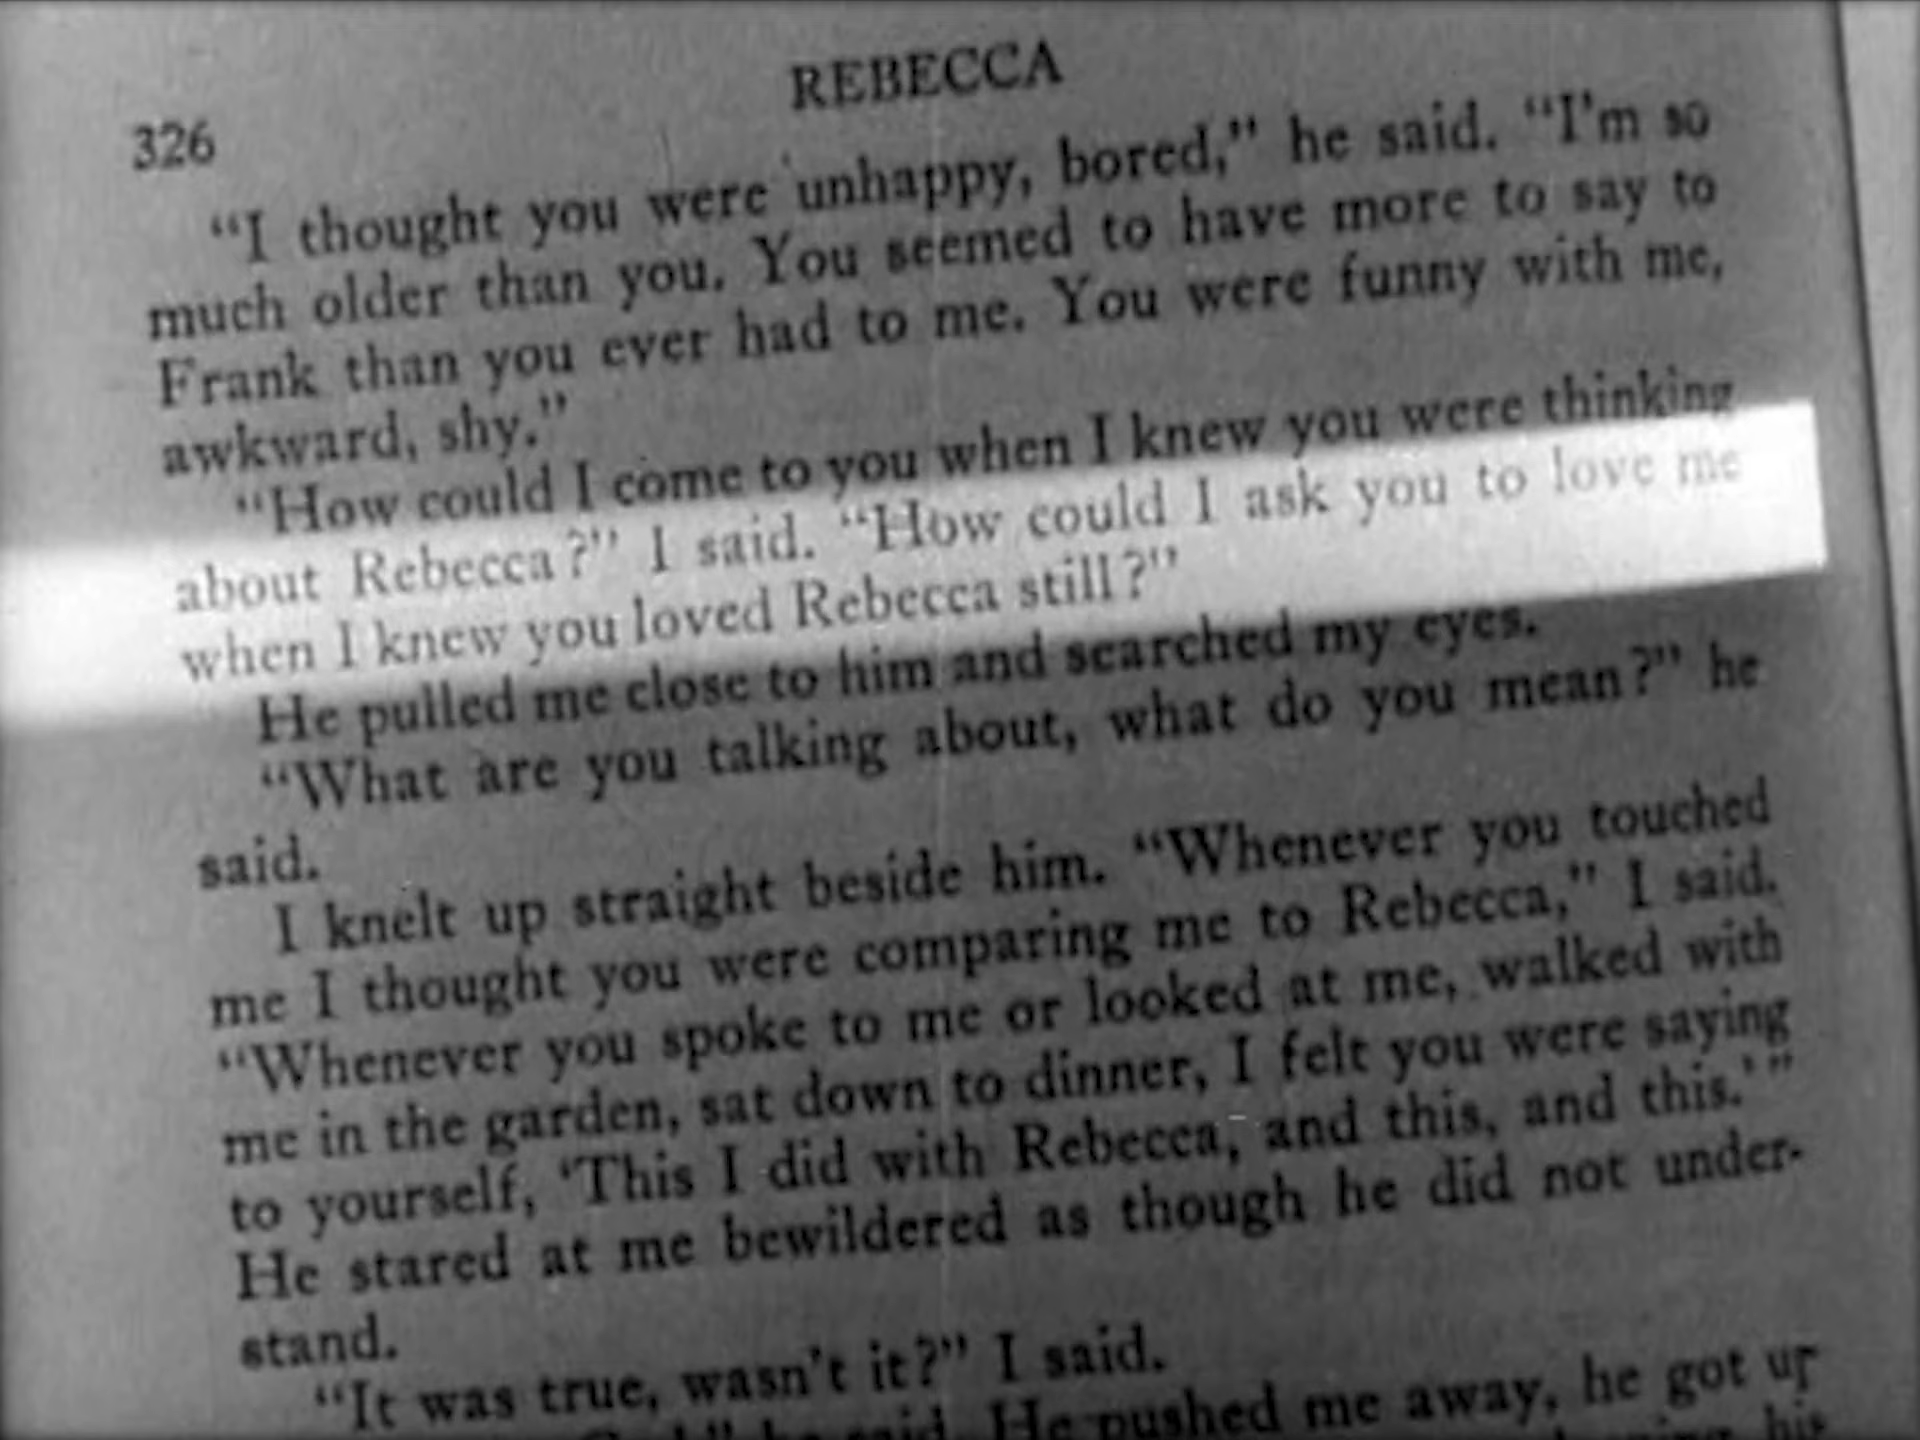 REBECCA
326
“I thought you were unhappy, bored,” he said. “I'm so
much older than you. You seemed to have more to say to
Frank than you ever had to me. You were funny with me,
awkward, shy.”
“How could I come to you when I knew you were thinking
about Rebecca?” I said. “How could I ask you to love me
when I knew you loved Rebecca still?”
He pulled me close to him and searched my eyes.
“What are you talking about, what do you mean?” he
said.
I knelt up straight beside him. “Whenever you touched
me I thought you were comparing me to Rebecca,” I said.
“Whenever you spoke to me or looked at me, walked with
me in the garden, sat down to dinner, I felt you were saying
to yourself, ‘This I did with Rebecca, and this, and this.’”
He stared at me bewildered as though he did not under-
stand.
“It was true, wasn't it?” I said.
he said. He pushed me away, he got up
his